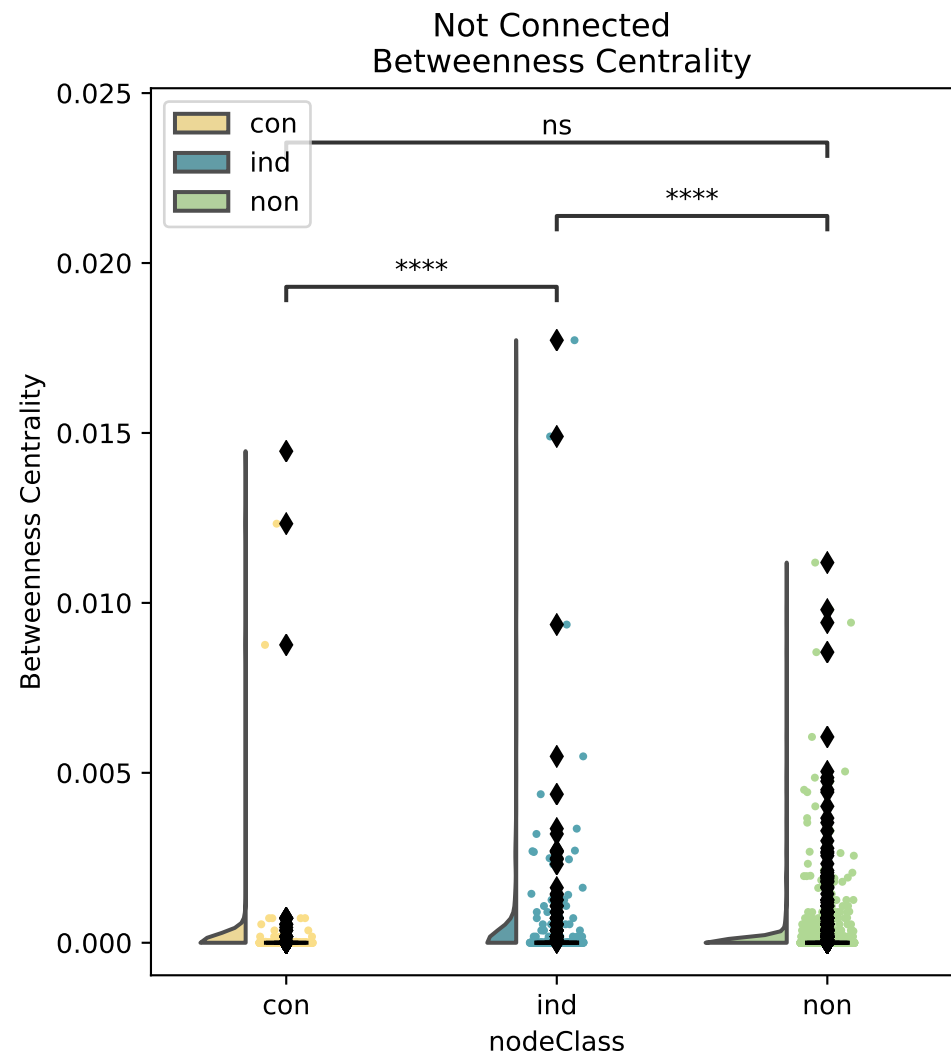 Not Connected
Betweenness Centrality
0.025
con
ns
ind
non
****
0.020
****
0.015
Betweenness Centrality
0.010
0.005
0.000
con
ind
non
nodeClass